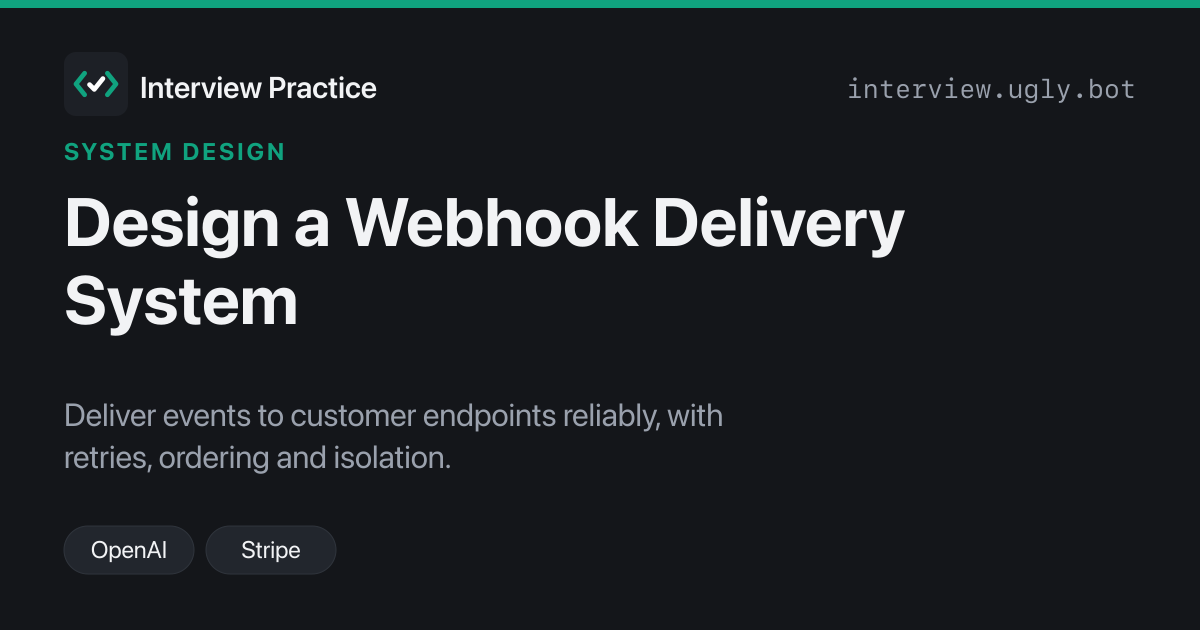 Interview Practice
interview.ugly.bot
SYSTEM DESIGN
Design a Webhook Delivery
System
Deliver events to customer endpoints reliably, with
retries, ordering and isolation.
OpenAI
Stripe